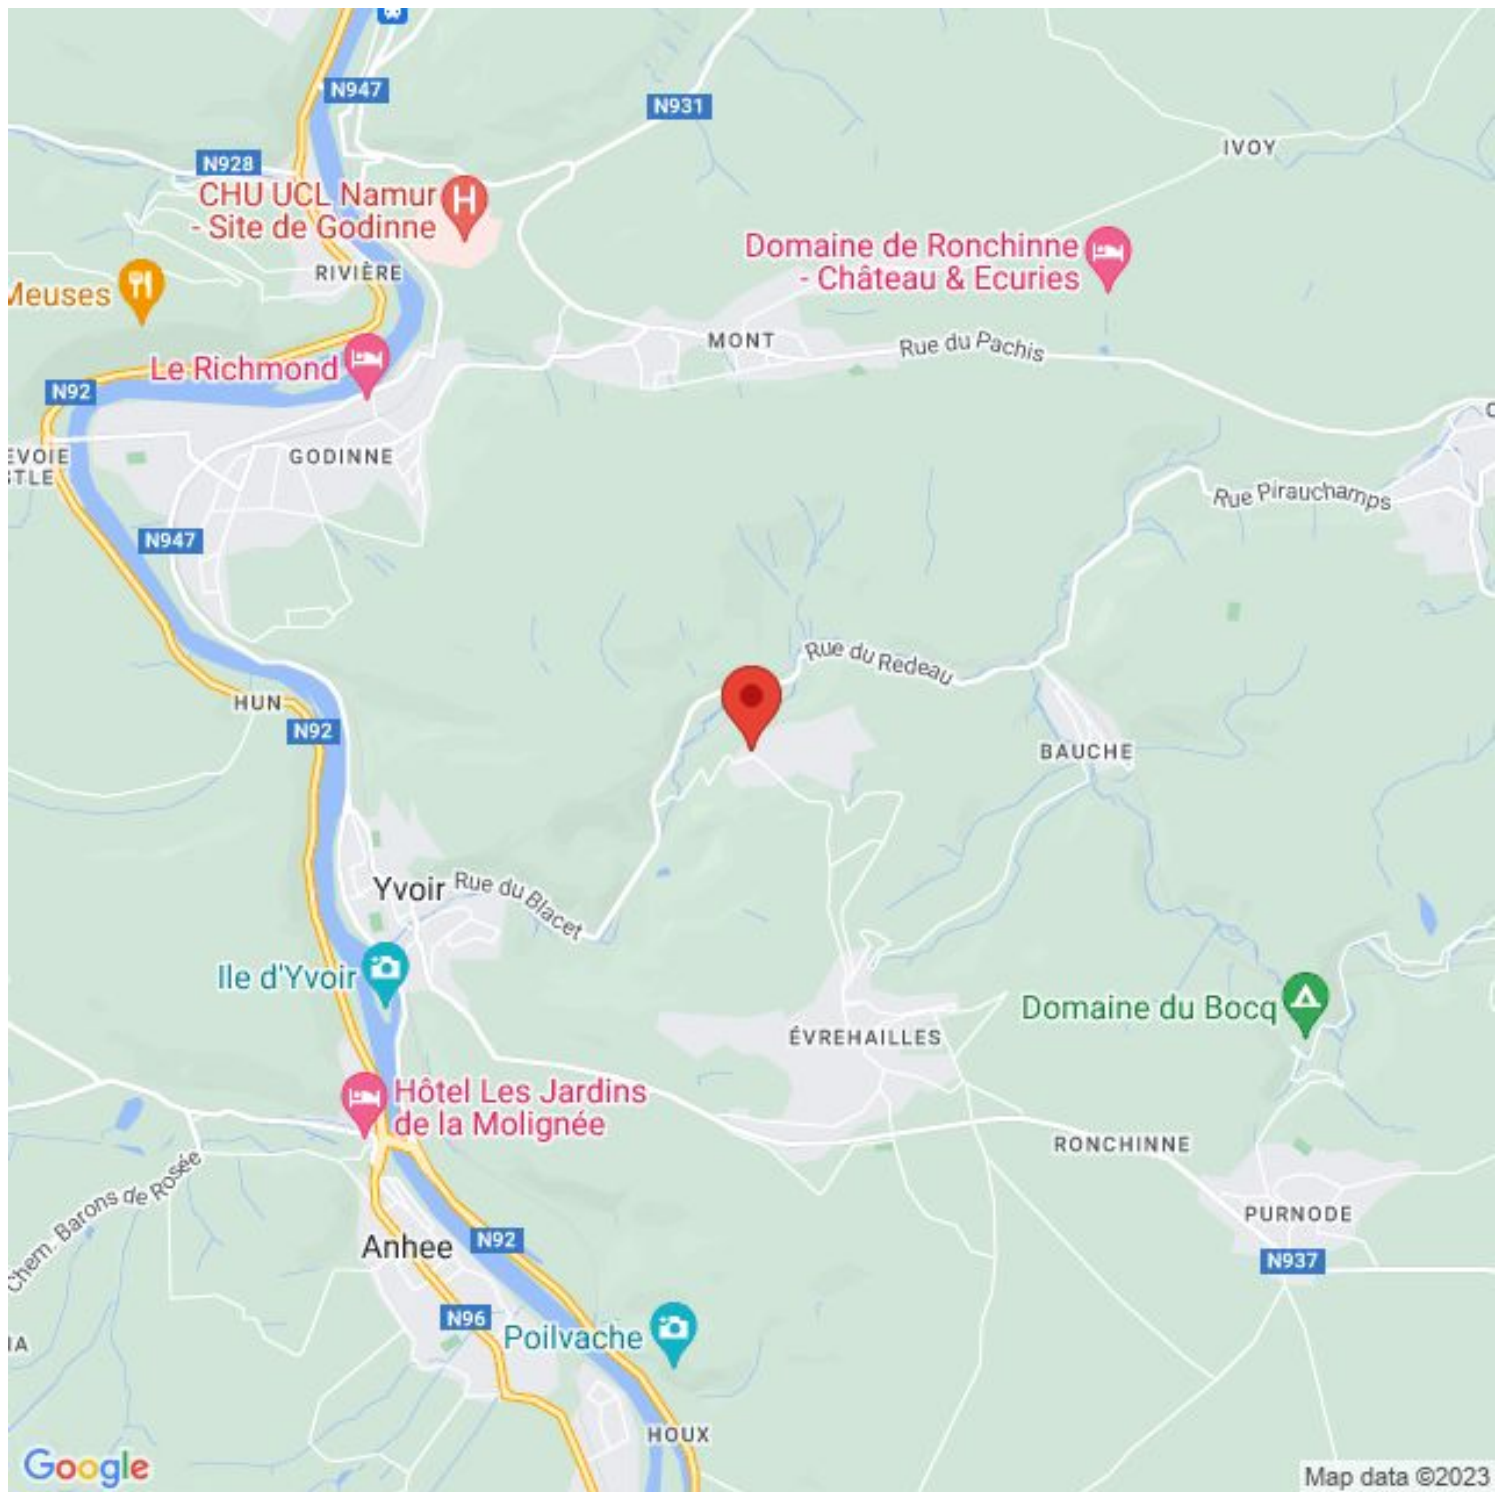 N947
N931
IVOY
N928
CHU UCL Namur
- Site de Godinne
Domaine de Ronchinne
- Château & Ecuries
RIVIÈRE
Meuses
MONT
Rue du Pachis
Le Richmond
N92
EVOIE
STLE
GODINNE
Rue Pirauchamps
N947
Rue du Redeau
HUN
N92
BAUCHE
Yvoir
Rue du Blacet
Ile d'Yvoir
Domaine du Bocq
ÉVREHAILLES
Hôtel Les Jardins
de la Molignée
RONCHINNE
Chem. Barons de Rosée
PURNODE
Anhee
N92
N937
N96
Poilvache
IA
HOUX
Google
Map data ©2023